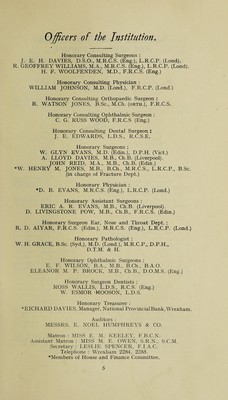 Officers of the Institution.
Honorary Consulting Surgeons :
J. E. H. DAVIES, D.S.O., M.R.C.S. (Eng.), L.R.C.P. (Lond).
R. GEOFFREY WILLIAMS, M.A., M.R.C.S. (Eng.), L.R.C.P. (Lond).
H. F. WOOLFENDEN, M.D., F.R.C.S. (Eng.)
Honorary Consulting Physician :
WILLIAM JOHNSON, M.D. (Lond.), F.R.C.P. (Lond.)
Honorary Consulting Orthopaedic Surgeon :
R. WATSON JONES, B.Sc., M.Ch. (ORTH.), F.R.C.S.
Honorary Consulting Ophthalmic Surgeon :
C. G. RUSS WOOD, F.R.C.S (Eng.)
Honorary Consulting Dental Surgeon :
J. E. EDWARDS, L.D.S., R.C.S.E.
Honorary Surgeons :
W. GLYN EVANS, M.D. (Edin.), D.P.H. (Vict.)
A. LLOYD DAVIES, M.B., Ch.B. (Liverpool).
JOHN REID, M.A., M.B., Ch.B. (Edin.)
*W. HENRY M. JONES, M.B., B.Ch., M.R.C.S., L.R.C.P., B.Sc.
(in charge of Fracture Dept.)
Honorary Physician :
*D. B. EVANS, M.R.C.S. (Eng.), L.R.C.P. (Lond.)
Honorary Assistant Surgeons :
ERIC A. R. EVANS, M.B., Ch.B. (Liverpool).
D. LIVINGSTONE POW, M.B., Ch.B., F.R.C.S. (Edin.)
Honorary Surgeon Ear, Nose and Throat Dept :
R. D. AIYAR, F.R.C.S. (Edin.), M.R.C.S. (Eng.), L.R.C.P. (Lond.)
Honorary Pathologist :
W. H. GRACE, B.Sc. (Syd.), M.D. (Lond.), M.R.C.P., D.P.H.,
D.T.M. & H.
Honorary Ophthalmic Surgeons :
E. F. WILSON, B.A., M.B., B.Ch., B.A.O.
ELEANOR M. P. BROCK, M.B., Ch.B., D.O.M.S. (Eng.)
Honorary Surgeon Dentists :
ROSS WALLIS, L.D.S., R.C.S. (Eng.)
W. ESMOR MOOSON, L.D.S.
Honorary Treasurer :
*RICHARD DAVIES, Manager, National Provincial Bank, Wrexham.
Auditors :
MESSRS. E. NOEL HUMPHREYS & CO.
Matron : MISS F. M. KEELEY, F.B.C.N.
Assistant Matron : MISS M. E. OWEN, S.R.N., S.C.M.
Secretary : LESLIE SPENCER, F.I.A.C.
Telephone : Wrexham 2284, 2285.
*Members of House and Finance Committee.
5